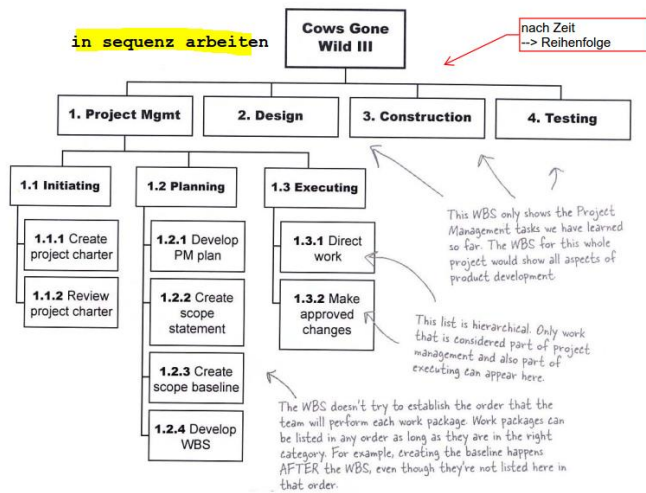 in sequenz arbeiten
Cows Gone
Wild III
nach Zeit
--> Reihenfolge
1. Project Mgmt
2. Design
3. Construction
4. Testing
1.1 Initiating
1.2 Planning
1.3 Executing
1.1.1 Create
project charter
1.1.2 Review
project charter
1.2.1 Develop
PM plan
1.2.2 Create
scope
statement
1.2.3 Create
scope baseline
1.2.4 Develop
WBS
1.3.1 Direct
work
1.3.2 Make
approved
changes
This WBS only shows the Project
Management tasks we have learned
so far. The WBS for this whole
project would show all aspects of
product development.
This list is hierarchical. Only work
that is considered part of project
management and also part of
executing can appear here.
The WBS doesn't try to establish the order that the
team will perform each work package. Work packages can
be listed in any order as long as they are in the right
category. For example, creating the baseline happens
AFTER the WBS, even though they're not listed here in
that order.